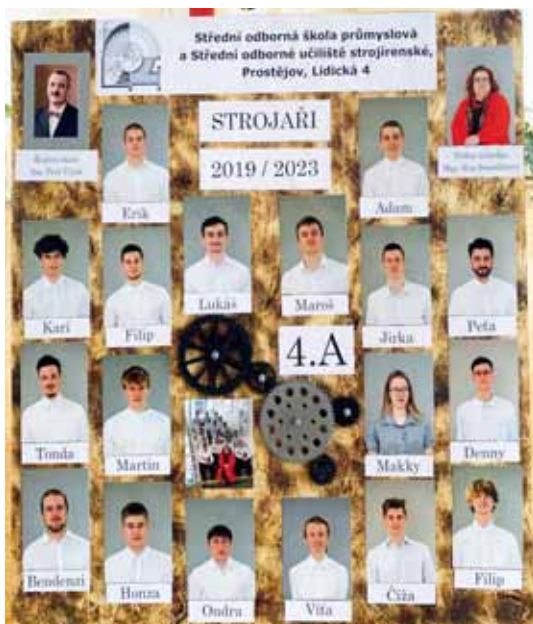 Střední odborná škola průmyslová
a Střední odborné učiliště strojírenské,
Prostějov, Lidická 4
STROJAŘI
2019 / 2023
Erik
Adam
Lukáš
Maroš
Kari
Filip
Jirka
Peťa
4.A
Tonda
Martin
Makky
Denny
Bendenzi
Honza
Ondra
Víťa
Číža
Filip